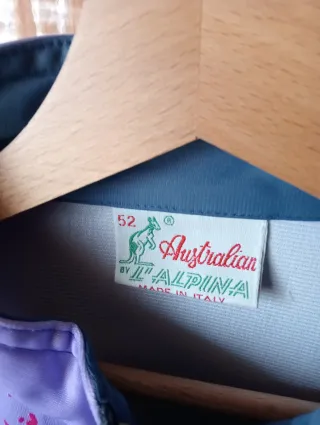 52 ®
Australian
BY L'ALPINA
MADE IN ITALY